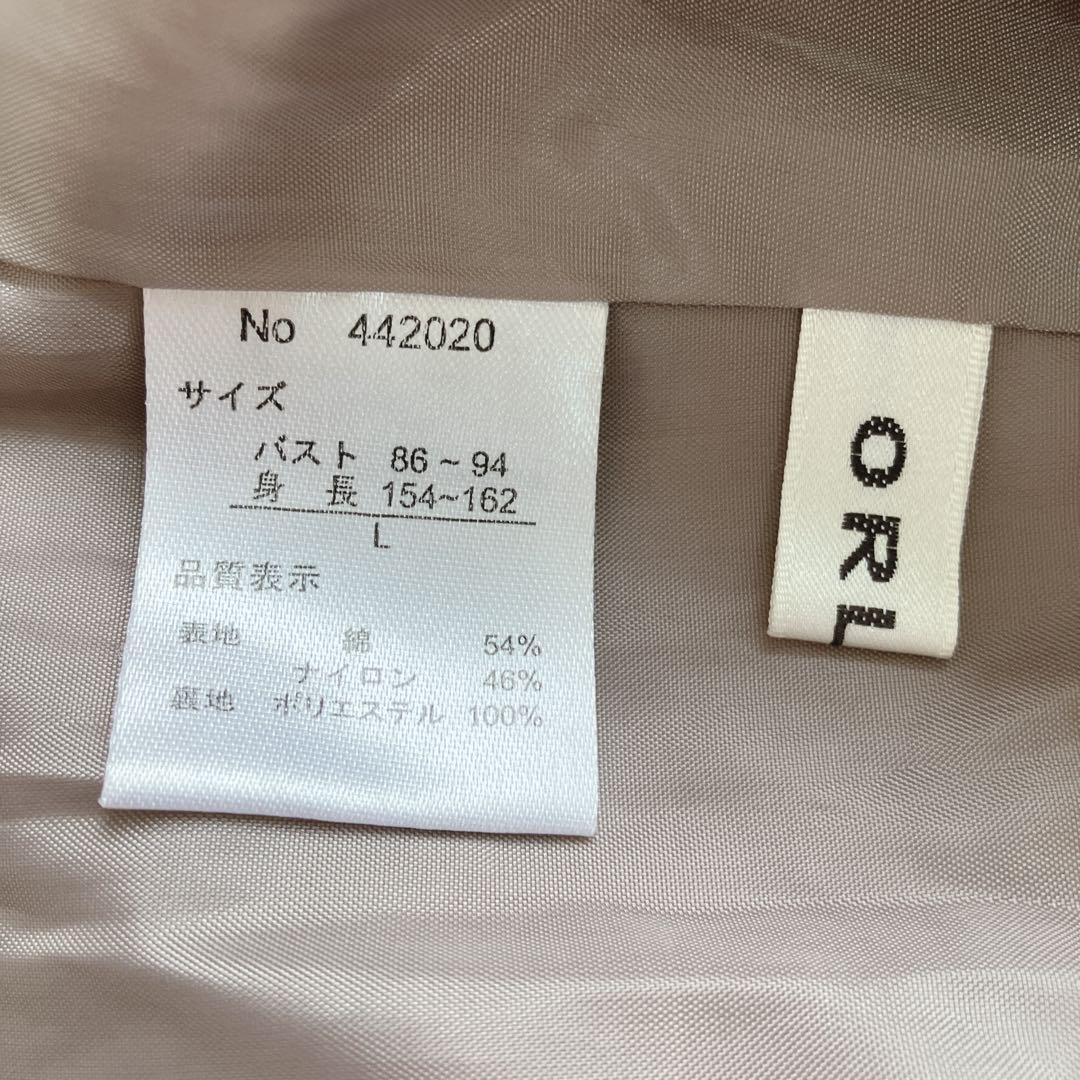 No 442020
サイズ
バスト 86～94
身 長 154～162
L
品質表示
表地 綿 54%
ナイロン 46%
裏地 ポリエステル 100%
ORL